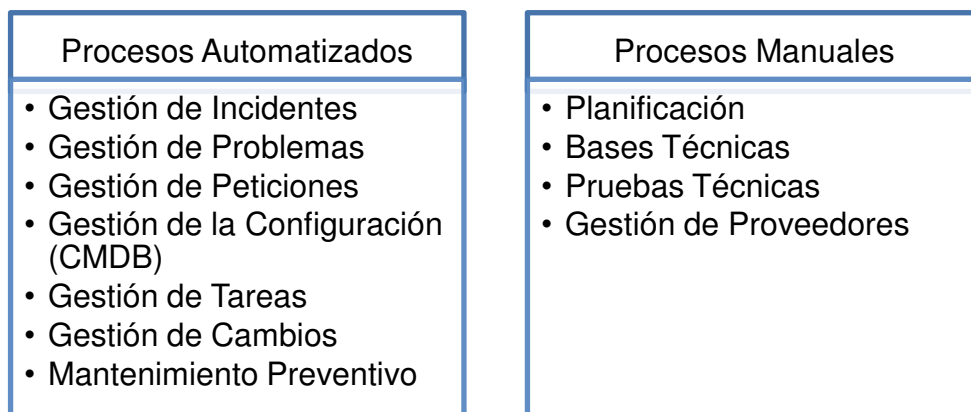 Procesos Automatizados
• Gestión de Incidentes
• Gestión de Problemas
• Gestión de Peticiones
• Gestión de la Configuración
(CMDB)
• Gestión de Tareas
• Gestión de Cambios
• Mantenimiento Preventivo
Procesos Manuales
• Planificación
• Bases Técnicas
• Pruebas Técnicas
• Gestión de Proveedores